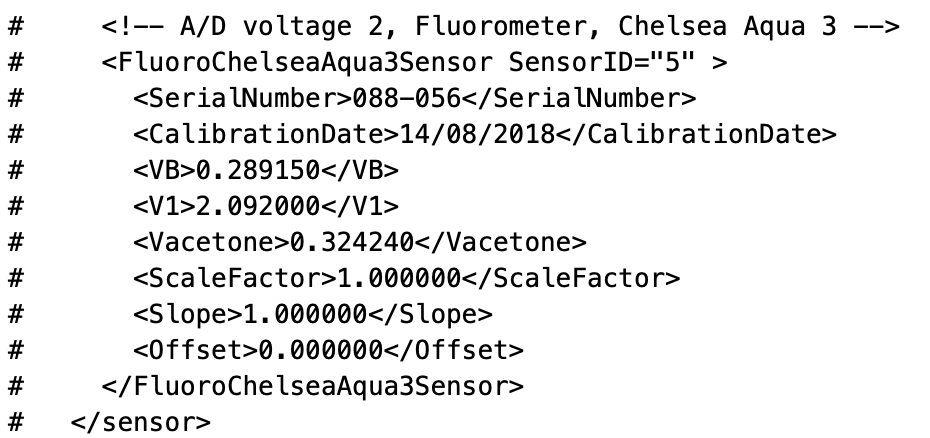 #     <!-- A/D voltage 2, Fluorometer, Chelsea Aqua 3 -->
#     <FluoroChelseaAqua3Sensor SensorID="5" >
#       <SerialNumber>088-056</SerialNumber>
#       <CalibrationDate>14/08/2018</CalibrationDate>
#       <VB>0.289150</VB>
#       <V1>2.092000</V1>
#       <Vacetone>0.324240</Vacetone>
#       <ScaleFactor>1.000000</ScaleFactor>
#       <Slope>1.000000</Slope>
#       <Offset>0.000000</Offset>
#     </FluoroChelseaAqua3Sensor>
#   </sensor>